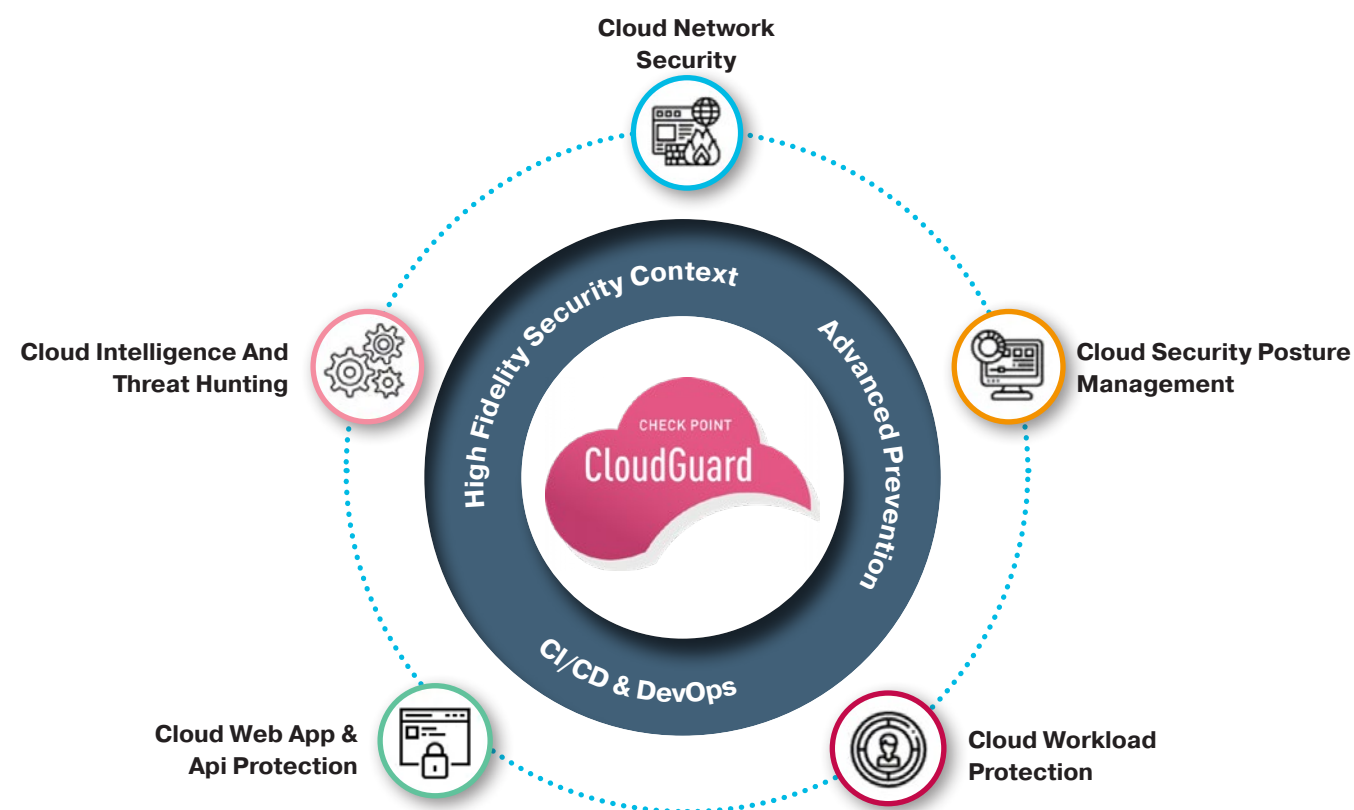 Cloud Network
Security
High Fidelity Security Context
Advanced Prevention
Cloud Intelligence And
Threat Hunting
Cloud Security Posture
Management
CHECK POINT
CloudGuard
CI/CD & DevOps
Cloud Web App &
Api Protection
Cloud Workload
Protection